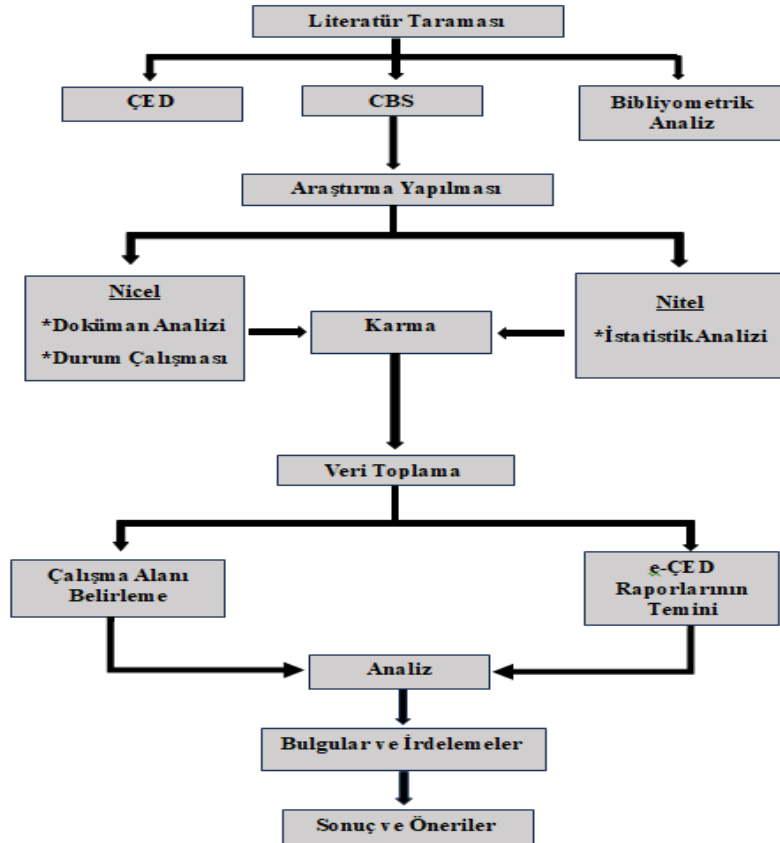 Literatür Taraması
ÇED
CBS
Bibliyometrik
Analiz
Araştırma Yapılması
Nicel
*Doküman Analizi
*Durum Çalışması
Karma
Nitel
*İstatistik Analizi
Veri Toplama
Çalışma Alanı
Belirleme
e-ÇED
Raporlarının
Temini
Analiz
Bulgular ve İrdelemeler
Sonuç ve Öneriler